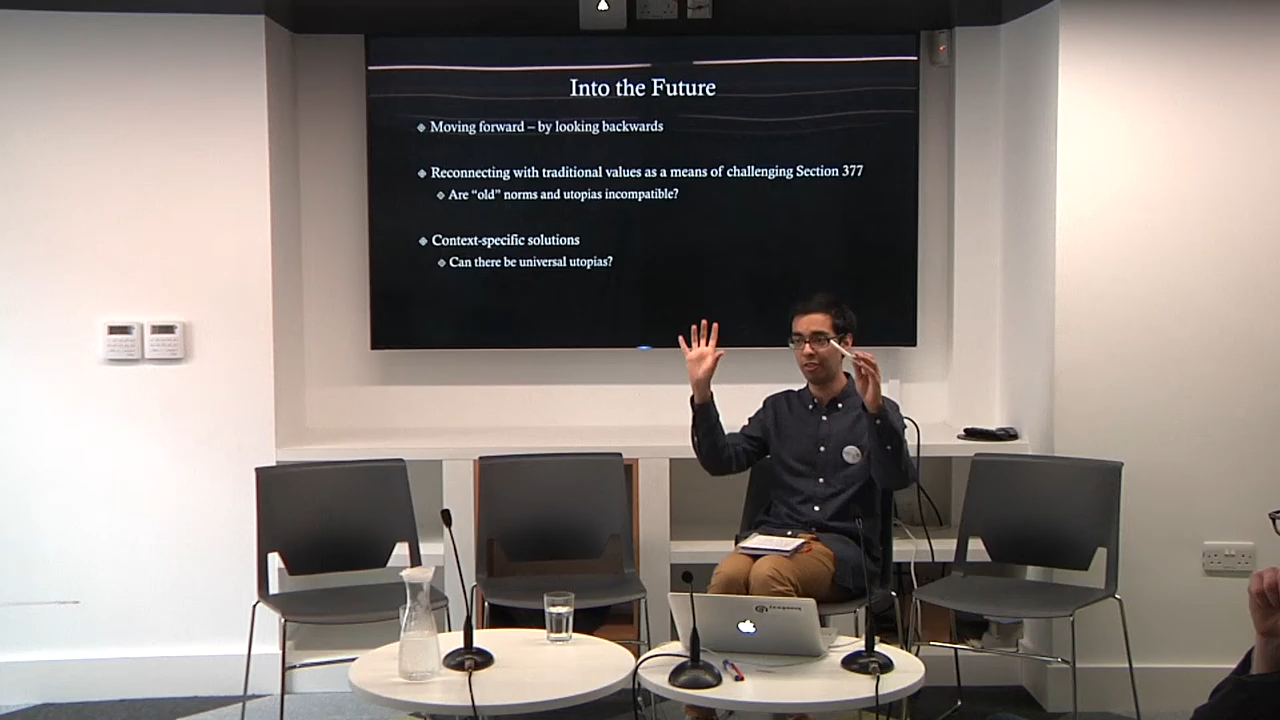 Into the Future
Moving forward – by looking backwards
Reconnecting with traditional values as a means of challenging Section 377
Are “old” norms and utopias incompatible?
Context-specific solutions
Can there be universal utopias?